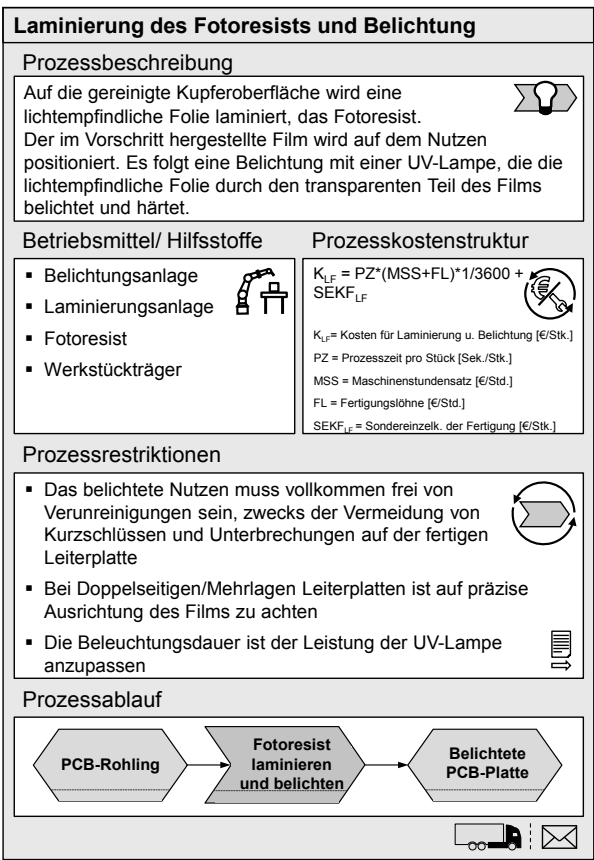 Laminierung des Fotoresists und Belichtung
Prozessbeschreibung
Auf die gereinigte Kupferoberfläche wird eine
lichtempfindliche Folie laminiert, das Fotoresist.
Der im Vorschritt hergestellte Film wird auf dem Nutzen
positioniert. Es folgt eine Belichtung mit einer UV-Lampe, die die
lichtempfindliche Folie durch den transparenten Teil des Films
belichtet und härtet.
Betriebsmittel/ Hilfsstoffe
▪ Belichtungsanlage
▪ Laminierungsanlage
▪ Fotoresist
▪ Werkstückträger
Prozesskostenstruktur
K_LF = PZ*(MSS+FL)*1/3600 +
SEKF_LF
K_LF= Kosten für Laminierung u. Belichtung [€/Stk.]
PZ = Prozesszeit pro Stück [Sek./Stk.]
MSS = Maschinenstundensatz [€/Std.]
FL = Fertigungslöhne [€/Std.]
SEKF_LF = Sondereinzelk. der Fertigung [€/Stk.]
Prozessrestriktionen
▪ Das belichtete Nutzen muss vollkommen frei von
Verunreinigungen sein, zwecks der Vermeidung von
Kurzschlüssen und Unterbrechungen auf der fertigen
Leiterplatte
▪ Bei Doppelseitigen/Mehrlagen Leiterplatten ist auf präzise
Ausrichtung des Films zu achten
▪ Die Beleuchtungsdauer ist der Leistung der UV-Lampe
anzupassen
Prozessablauf
PCB-Rohling
Fotoresist
laminieren
und belichten
Belichtete
PCB-Platte